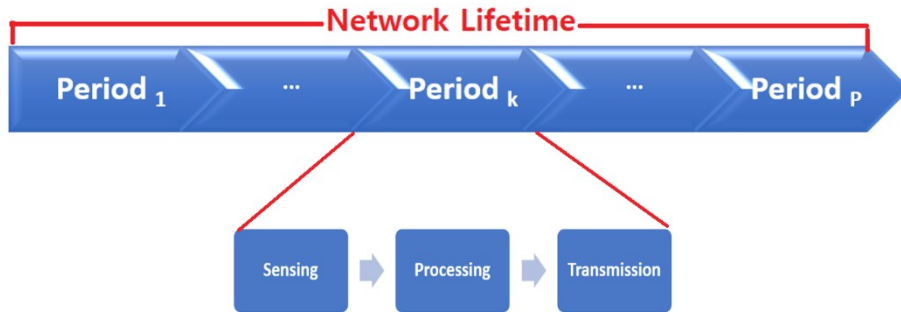 Network Lifetime
Period 1 ... Period k ... Period P
Sensing Processing Transmission